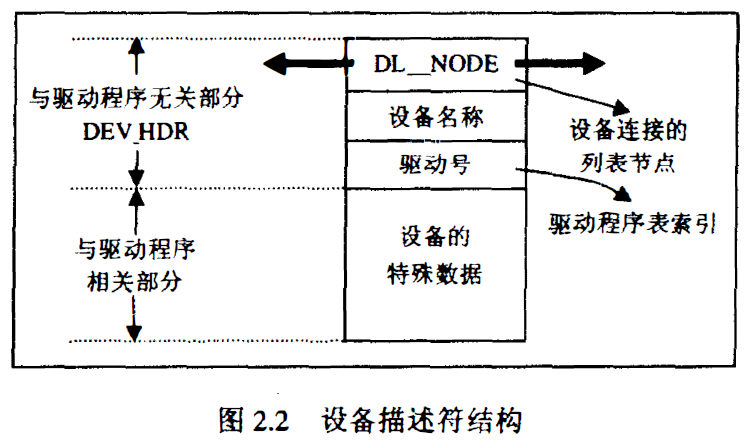 与驱动程序无关部分
DEV_HDR
与驱动程序
相关部分
DL__NODE
设备名称
驱动号
设备的
特殊数据
设备连接的
列表节点
驱动程序表索引
图 2.2 设备描述符结构